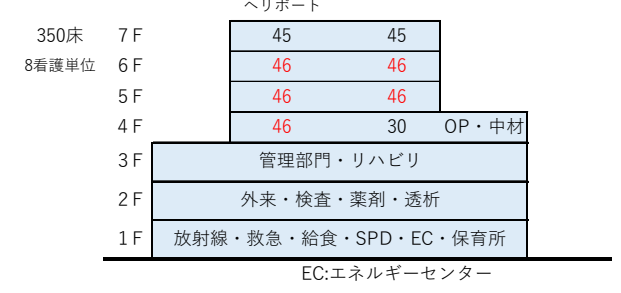 ヘリポート
350床 7F 45 45
8看護単位 6F 46 46
5F 46 46
4F 46 30 OP・中材
3F 管理部門・リハビリ
2F 外来・検査・薬剤・透析
1F 放射線・救急・給食・SPD・EC・保育所
EC:エネルギーセンター